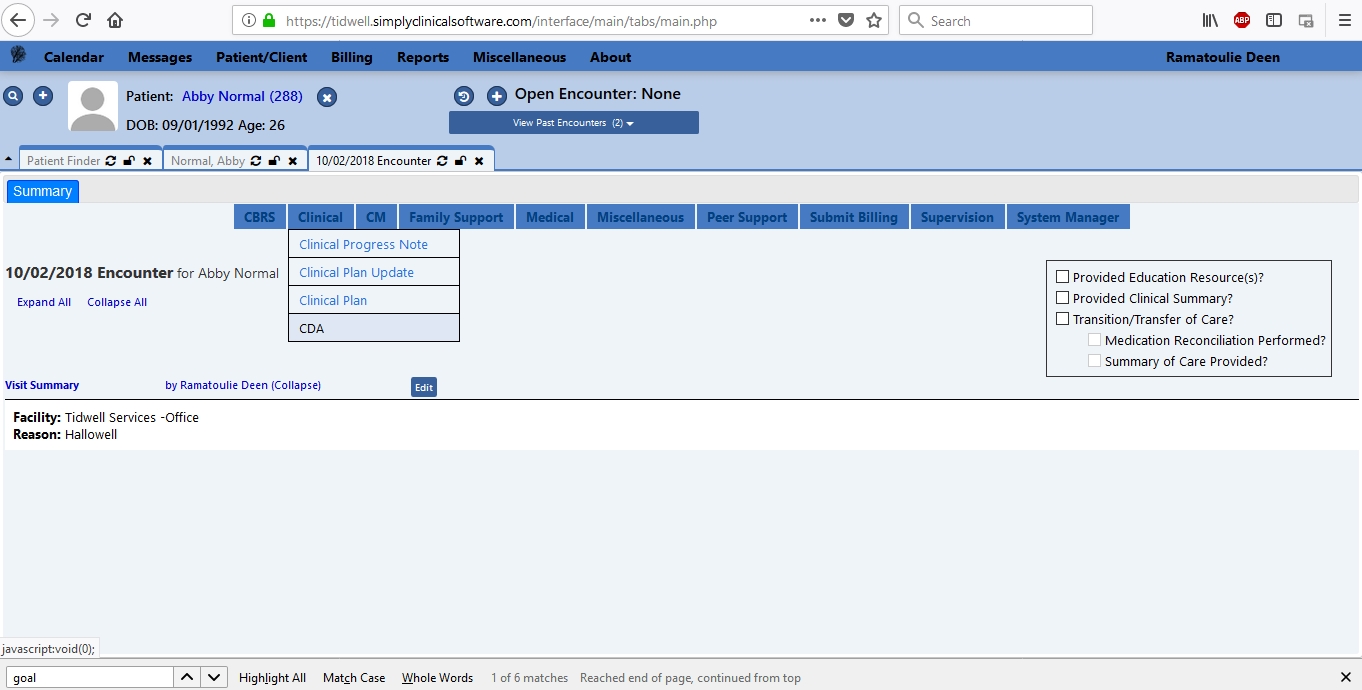 https://tidwell.simplyclinicalsoftware.com/interface/main/tabs/main.php
Search
ABP
Calendar Messages Patient/Client Billing Reports Miscellaneous About Ramatoulie Deen
Patient: Abby Normal (288)
Open Encounter: None
DOB: 09/01/1992 Age: 26
View Past Encounters (2)
Patient Finder Normal, Abby 10/02/2018 Encounter
Summary
CBRS Clinical CM Family Support Medical Miscellaneous Peer Support Submit Billing Supervision System Manager
Clinical Progress Note
Clinical Plan Update
Clinical Plan
CDA
10/02/2018 Encounter for Abby Normal
Expand All Collapse All
Provided Education Resource(s)?
Provided Clinical Summary?
Transition/Transfer of Care?
Medication Reconciliation Performed?
Summary of Care Provided?
Visit Summary by Ramatoulie Deen (Collapse) Edit
Facility: Tidwell Services -Office
Reason: Hallowell
javascript:void(0);
goal Highlight All Match Case Whole Words 1 of 6 matches Reached end of page, continued from top